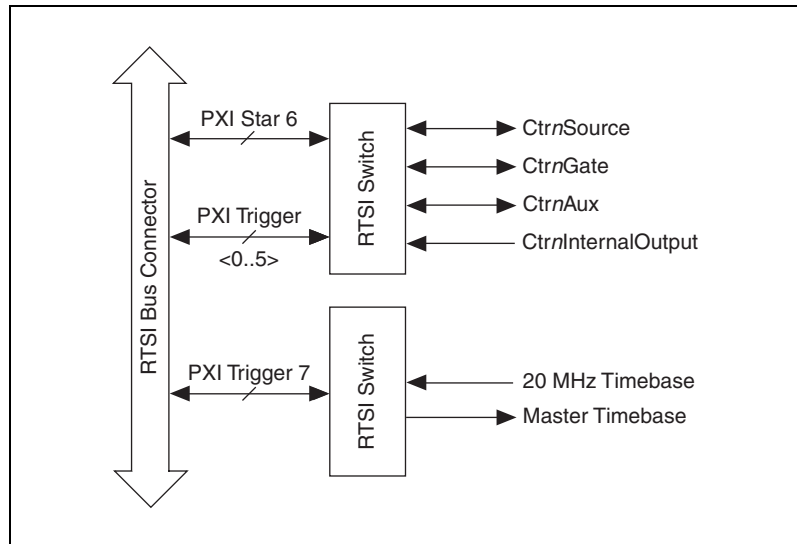 RTSI Bus Connector
PXI Star 6
PXI Trigger
<0..5>
RTSI Switch
CtrnSource
CtrnGate
CtrnAux
CtrnInternalOutput
PXI Trigger 7
RTSI Switch
20 MHz Timebase
Master Timebase